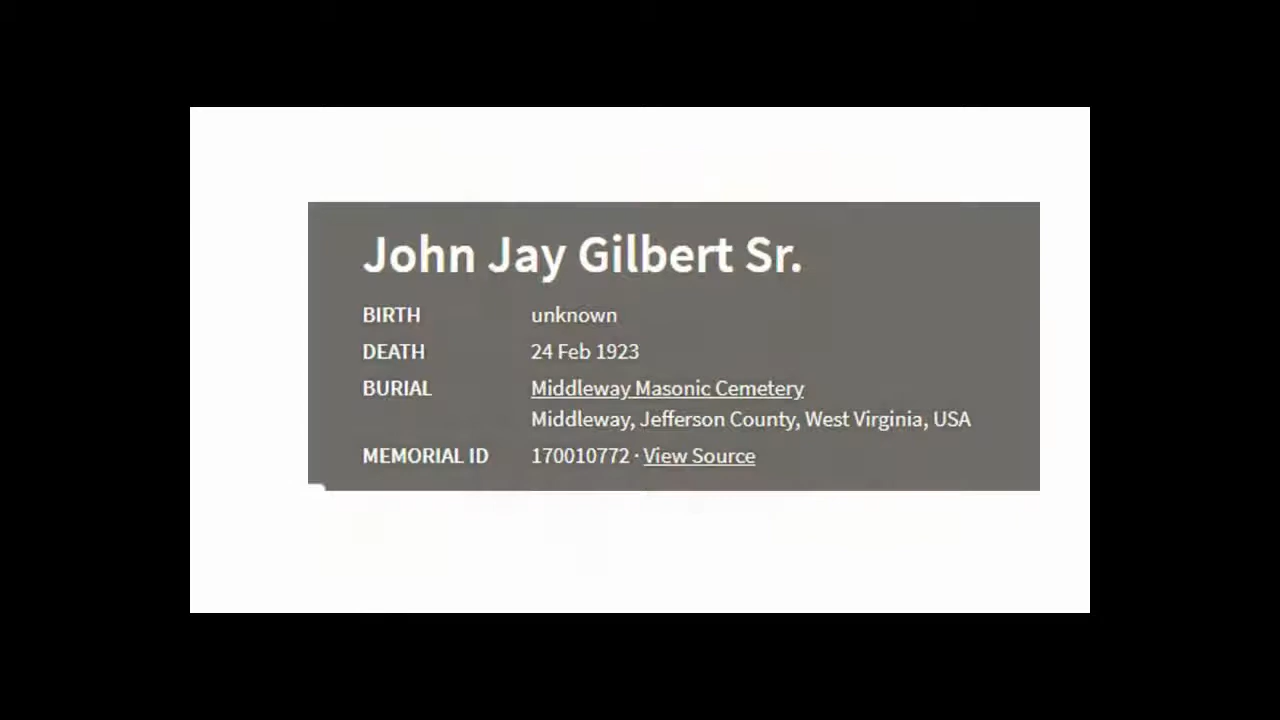 John Jay Gilbert Sr.
BIRTH unknown
DEATH 24 Feb 1923
BURIAL Middleway Masonic Cemetery
Middleway, Jefferson County, West Virginia, USA
MEMORIAL ID 170010772 · View Source